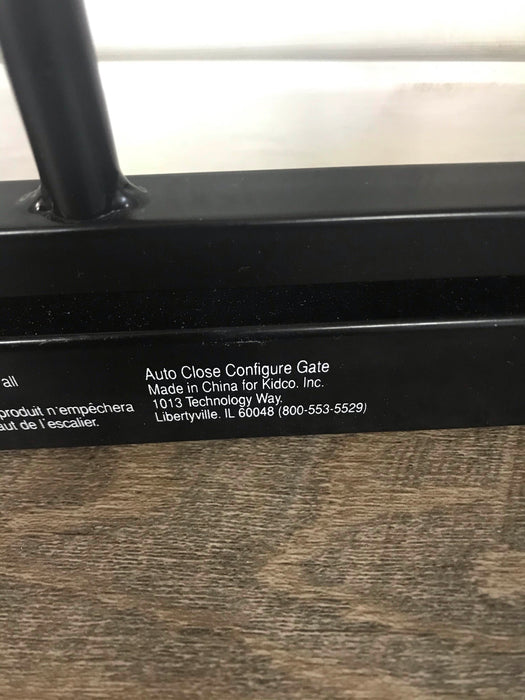 all
produit n'empêchera
aut de l'escalier.
Auto Close Configure Gate
Made in China for Kidco. Inc.
1013 Technology Way.
Libertyville. IL 60048 (800-553-5529)